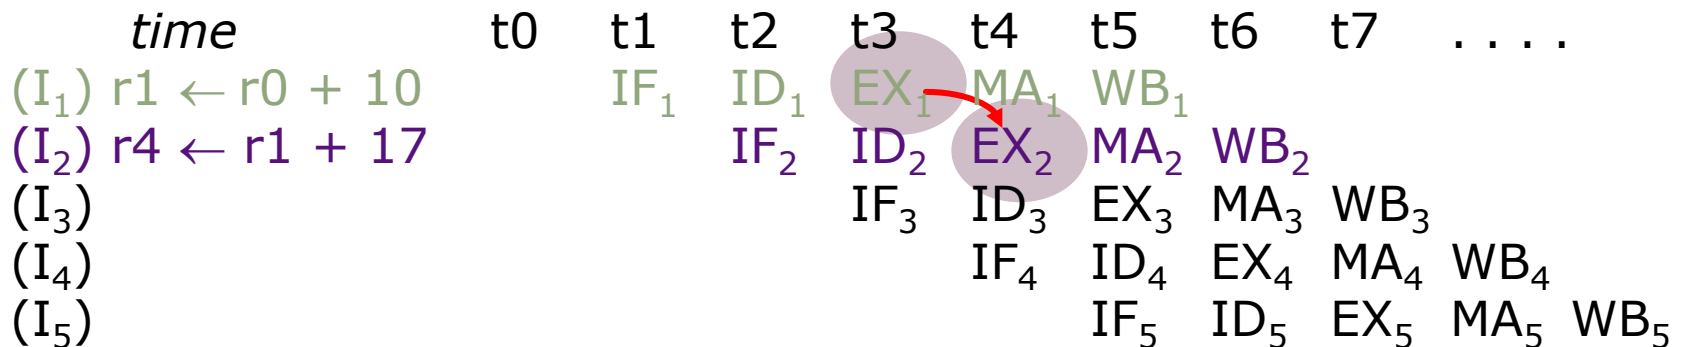 time t0 t1 t2 t3 t4 t5 t6 t7 . . . .
(I₁) r1 ← r0 + 10 IF₁ ID₁ EX₁ MA₁ WB₁
(I₂) r4 ← r1 + 17 IF₂ ID₂ EX₂ MA₂ WB₂
(I₃) IF₃ ID₃ EX₃ MA₃ WB₃
(I₄) IF₄ ID₄ EX₄ MA₄ WB₄
(I₅) IF₅ ID₅ EX₅ MA₅ WB₅